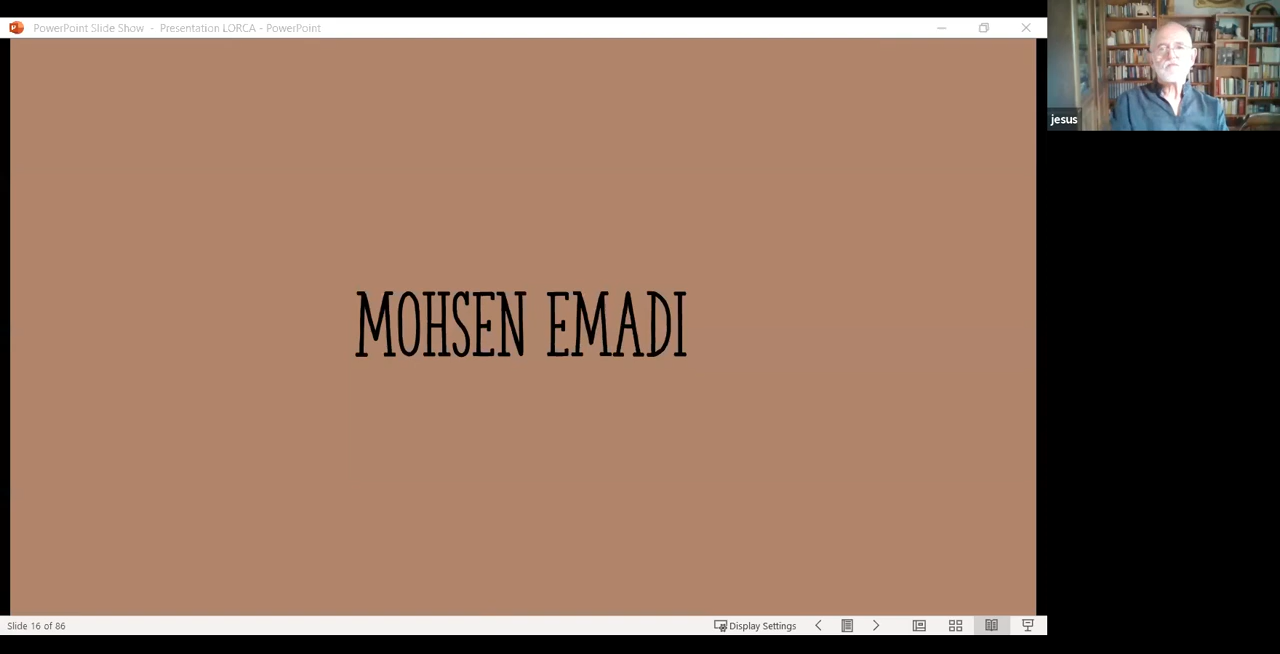 PowerPoint Slide Show - Presentation LORCA - PowerPoint
jesus
MOHSEN EMADI
Slide 16 of 86
Display Settings